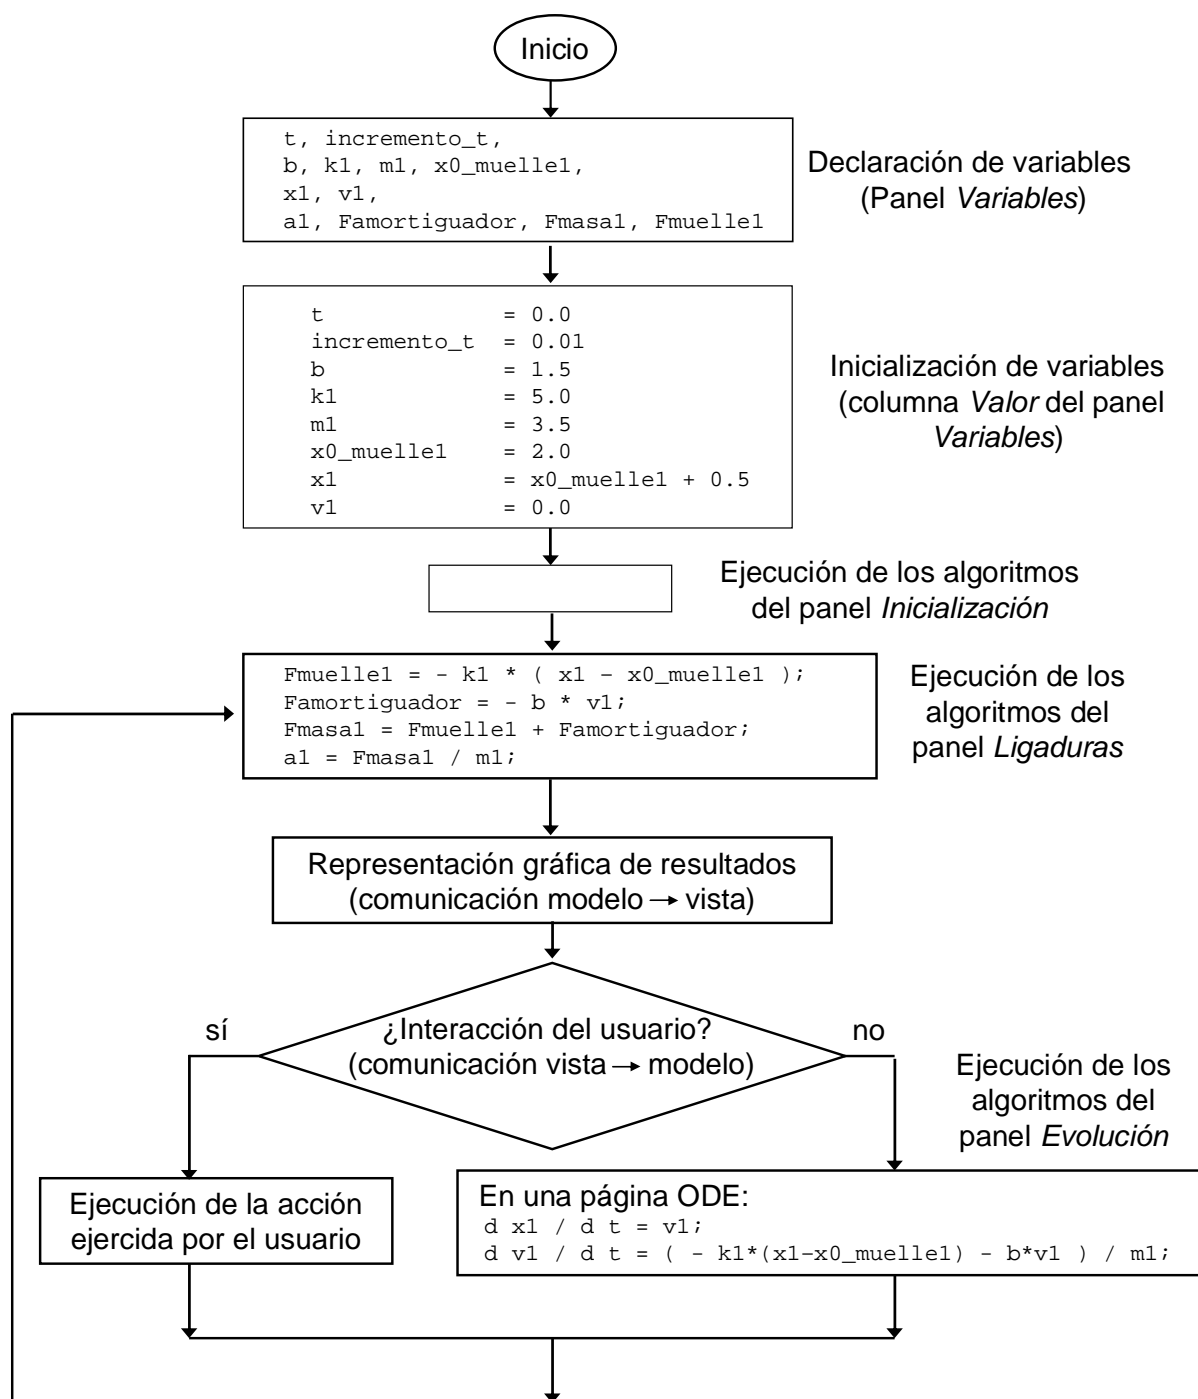 Inicio
t, incremento_t,
b, k1, m1, x0_muelle1,
x1, v1,
a1, Famortiguador, Fmasa1, Fmuelle1
Declaración de variables
(Panel Variables)
t = 0.0
incremento_t = 0.01
b = 1.5
k1 = 5.0
m1 = 3.5
x0_muelle1 = 2.0
x1 = x0_muelle1 + 0.5
v1 = 0.0
Inicialización de variables
(columna Valor del panel
Variables)
Ejecución de los algoritmos
del panel Inicialización
Fmuelle1 = - k1 * ( x1 – x0_muelle1 );
Famortiguador = - b * v1;
Fmasa1 = Fmuelle1 + Famortiguador;
a1 = Fmasa1 / m1;
Ejecución de los
algoritmos del
panel Ligaduras
Representación gráfica de resultados
(comunicación modelo → vista)
¿Interacción del usuario?
(comunicación vista → modelo)
sí
no
Ejecución de los
algoritmos del
panel Evolución
Ejecución de la acción
ejercida por el usuario
En una página ODE:
d x1 / d t = v1;
d v1 / d t = ( - k1*(x1–x0_muelle1) - b*v1 ) / m1;